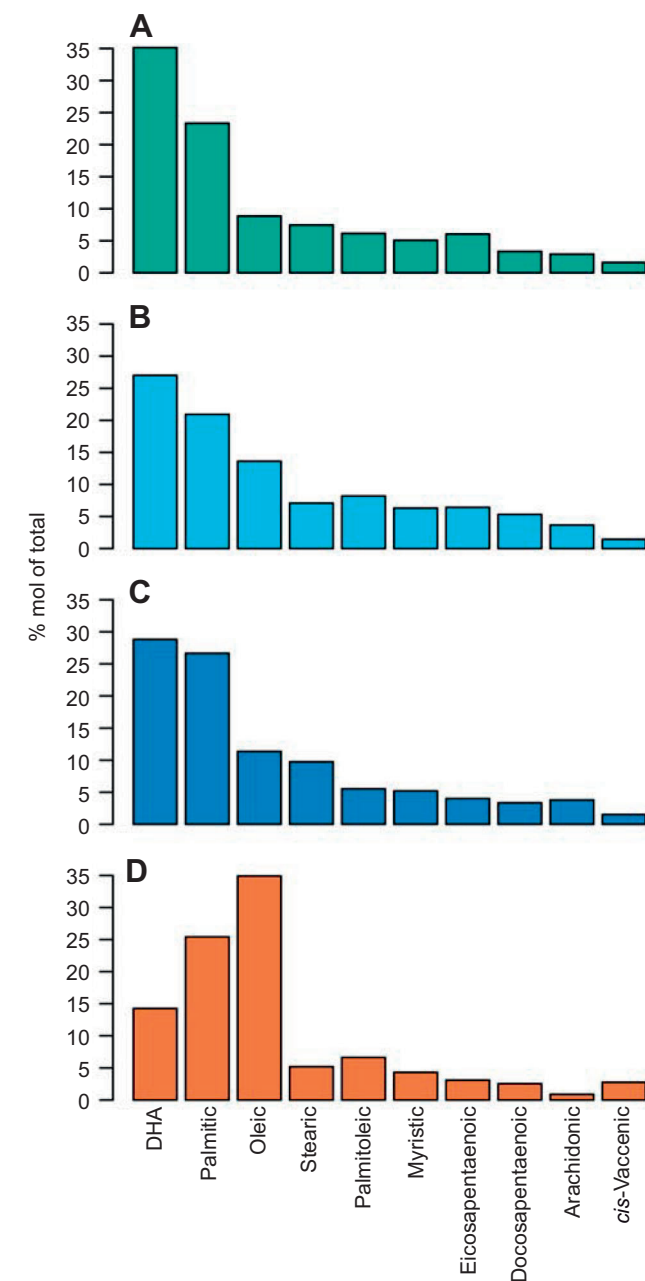 A
35
30
25
20
15
10
5
0
B
35
30
25
20
15
10
5
0
% mol of total
C
35
30
25
20
15
10
5
0
D
35
30
25
20
15
10
5
0
DHA
Palmitic
Oleic
Stearic
Palmitoleic
Myristic
Eicosapentaenoic
Docosapentaenoic
Arachidonic
cis-Vaccenic